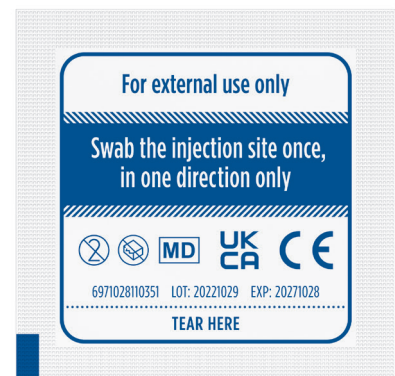 For external use only
Swab the injection site once,
in one direction only
2 MD UK CA CE
6971028110351 LOT: 20221029 EXP: 20271028
TEAR HERE